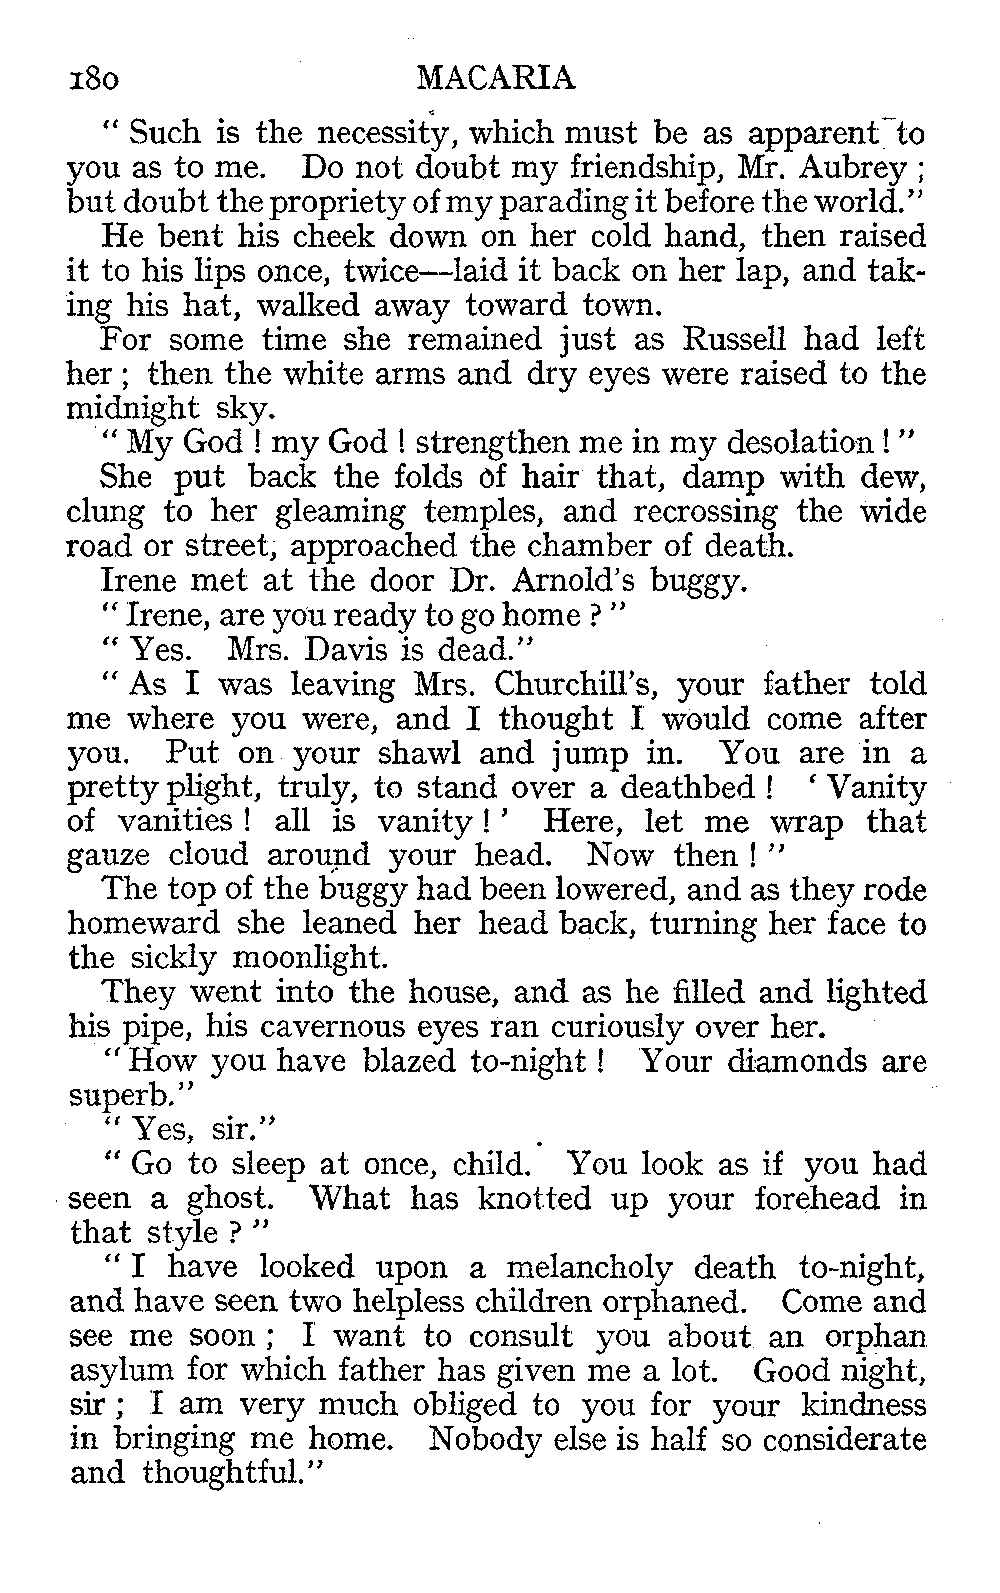 180 MACARIA
“ Such is the necessity, which must be as apparent to
you as to me. Do not doubt my friendship, Mr. Aubrey ;
but doubt the propriety of my parading it before the world.”
He bent his cheek down on her cold hand, then raised
it to his lips once, twice—laid it back on her lap, and tak-
ing his hat, walked away toward town.
For some time she remained just as Russell had left
her ; then the white arms and dry eyes were raised to the
midnight sky.
“ My God ! my God ! strengthen me in my desolation ! ”
She put back the folds of hair that, damp with dew,
clung to her gleaming temples, and recrossing the wide
road or street, approached the chamber of death.
Irene met at the door Dr. Arnold’s buggy.
“ Irene, are you ready to go home ? ”
“ Yes. Mrs. Davis is dead.”
“ As I was leaving Mrs. Churchill’s, your father told
me where you were, and I thought I would come after
you. Put on your shawl and jump in. You are in a
pretty plight, truly, to stand over a deathbed ! ‘ Vanity
of vanities ! all is vanity ! ’ Here, let me wrap that
gauze cloud around your head. Now then ! ”
The top of the buggy had been lowered, and as they rode
homeward she leaned her head back, turning her face to
the sickly moonlight.
They went into the house, and as he filled and lighted
his pipe, his cavernous eyes ran curiously over her.
“ How you have blazed to-night ! Your diamonds are
superb.”
“ Yes, sir.”
“ Go to sleep at once, child. You look as if you had
seen a ghost. What has knotted up your forehead in
that style ? ”
“ I have looked upon a melancholy death to-night,
and have seen two helpless children orphaned. Come and
see me soon ; I want to consult you about an orphan
asylum for which father has given me a lot. Good night,
sir ; I am very much obliged to you for your kindness
in bringing me home. Nobody else is half so considerate
and thoughtful.”